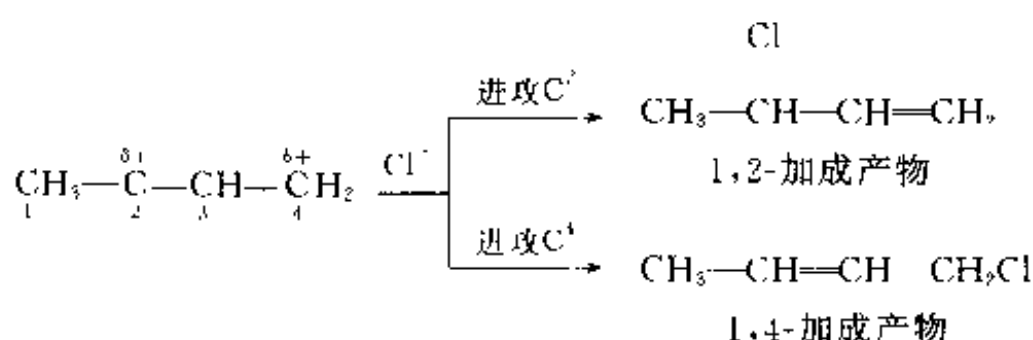 Cl
进攻C²
CH₃—CH—CH=CH₂
1,2-加成产物
δ+ δ+
CH₃—C—CH—CH₂ Cl⁻
1 2 3 4
进攻C⁴
CH₃—CH=CH CH₂Cl
1,4-加成产物